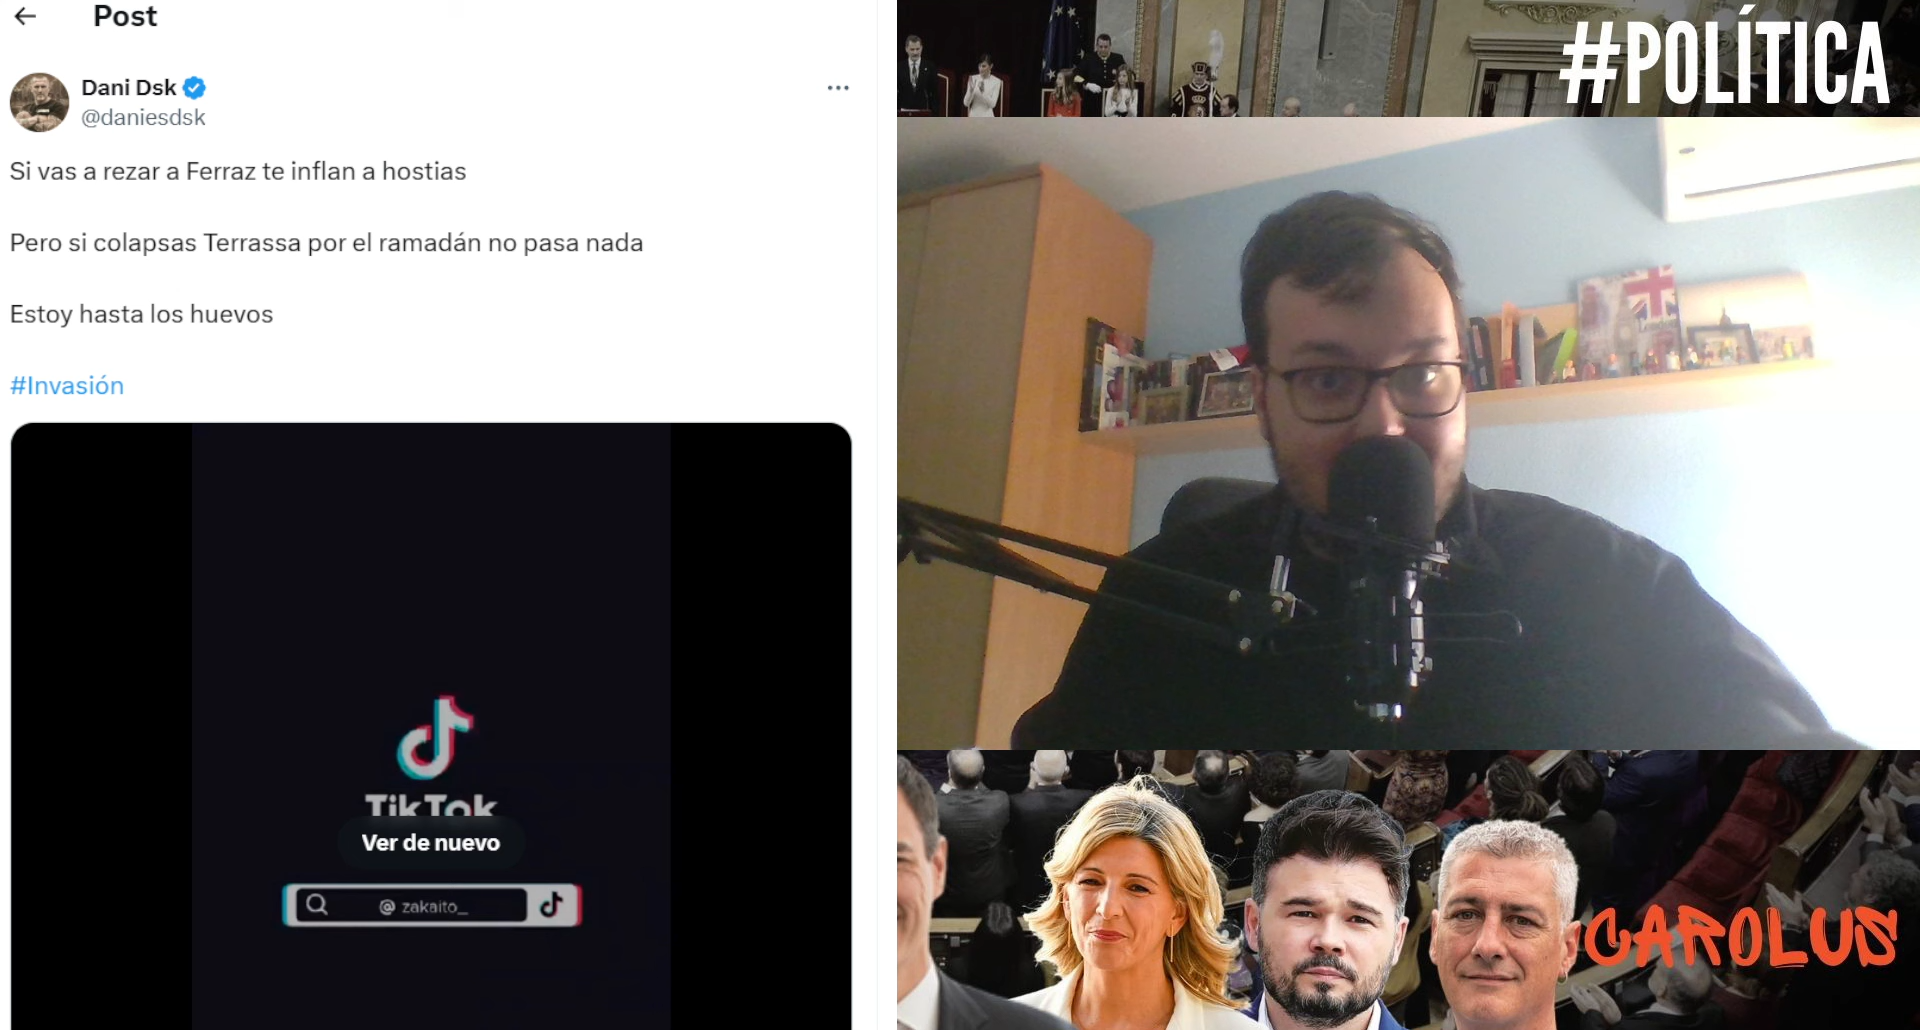 Post
Dani Dsk
@daniesdsk
Si vas a rezar a Ferraz te inflan a hostias
Pero si colapsas Terrassa por el ramadán no pasa nada
Estoy hasta los huevos
#Invasión
TikTok
Ver de nuevo
@ zakaito_
#POLÍTICA
CAROLUS